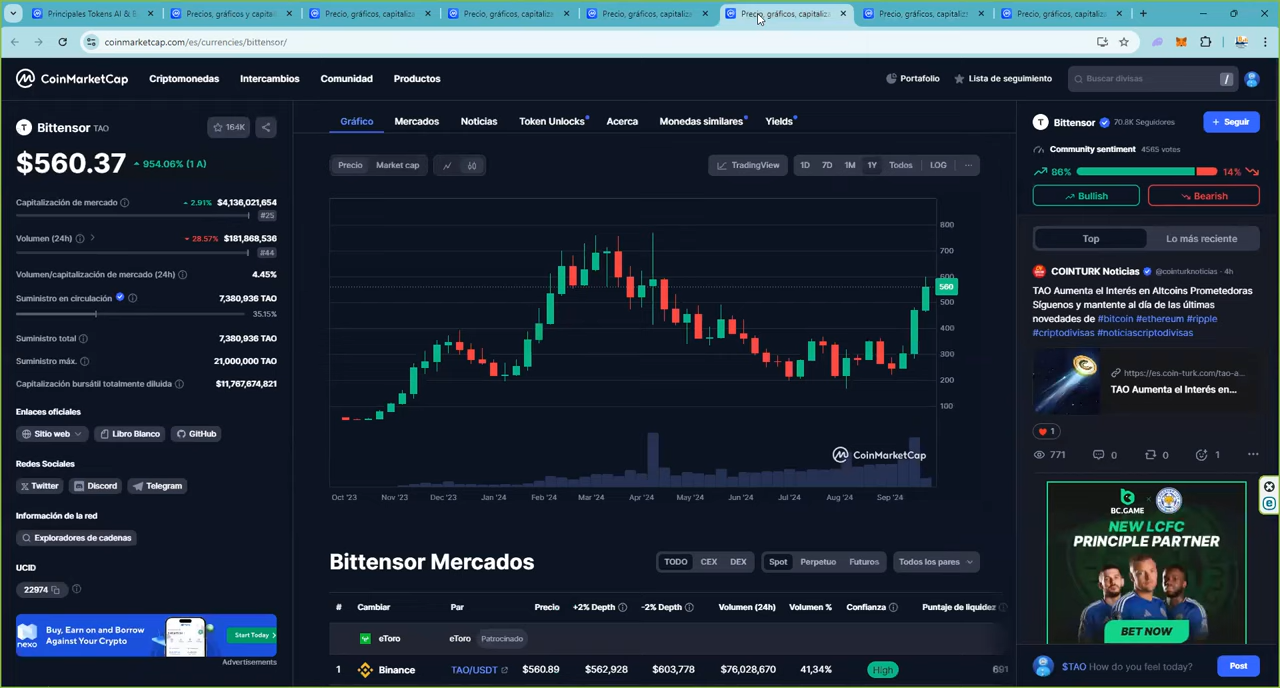 Principales Tokens AI & B
Precios, gráficos y capitali
Precio, gráficos, capitaliza
Precio, gráficos, capitaliza
Precio, gráficos, capitaliza
Precio, gráficos, capitaliza
Precio, gráficos, capitaliza
Precio, gráficos, capitaliza
coinmarketcap.com/es/currencies/bittensor/
CoinMarketCap
Criptomonedas
Intercambios
Comunidad
Productos
Portafolio
Lista de seguimiento
Buscar divisas
/
Bittensor TAO
164K
$560.37
954.06% (1 A)
Capitalización de mercado
2.91% $4,136,021,654
#25
Volumen (24h)
28.57% $181,868,536
#44
Volumen/capitalización de mercado (24h)
4.45%
Suministro en circulación
7,380,936 TAO
35.15%
Suministro total
7,380,936 TAO
Suministro máx.
21,000,000 TAO
Capitalización bursátil totalmente diluida
$11,767,674,821
Enlaces oficiales
Sitio web
Libro Blanco
GitHub
Redes Sociales
Twitter
Discord
Telegram
Información de la red
Exploradores de cadenas
UCID
22974
nexo
Buy, Earn on and Borrow
Against Your Crypto
Start Today
Advertisements
Gráfico
Mercados
Noticias
Token Unlocks
Acerca
Monedas similares
Yields
Precio
Market cap
TradingView
1D
7D
1M
1Y
Todos
LOG
800
700
600
560
500
400
300
200
100
CoinMarketCap
Oct '23
Nov '23
Dec '23
Jan '24
Feb '24
Mar '24
Apr '24
May '24
Jun '24
Jul '24
Aug '24
Sep '24
Bittensor Mercados
TODO
CEX
DEX
Spot
Perpetuo
Futuros
Todos los pares
#
Cambiar
Par
Precio
+2% Depth
-2% Depth
Volumen (24h)
Volumen %
Confianza
Puntaje de liquidez
eToro
eToro
Patrocinado
1
Binance
TAO/USDT
$560.89
$562,928
$603,778
$76,028,670
41,34%
High
691
Bittensor
70.8K Seguidores
+ Seguir
Community sentiment 4565 votes
86%
14%
Bullish
Bearish
Top
Lo más reciente
COINTURK Noticias @cointurknoticias · 4h
TAO Aumenta el Interés en Altcoins Prometedoras
Síguenos y mantente al día de las últimas
novedades de #bitcoin #ethereum #ripple
#criptodivisas #noticiascriptodivisas
https://es.coin-turk.com/tao-a...
TAO Aumenta el Interés en...
1
771
0
0
1
BC.GAME
NEW LCFC
PRINCIPLE PARTNER
BET NOW
$TAO How do you feel today?
Post